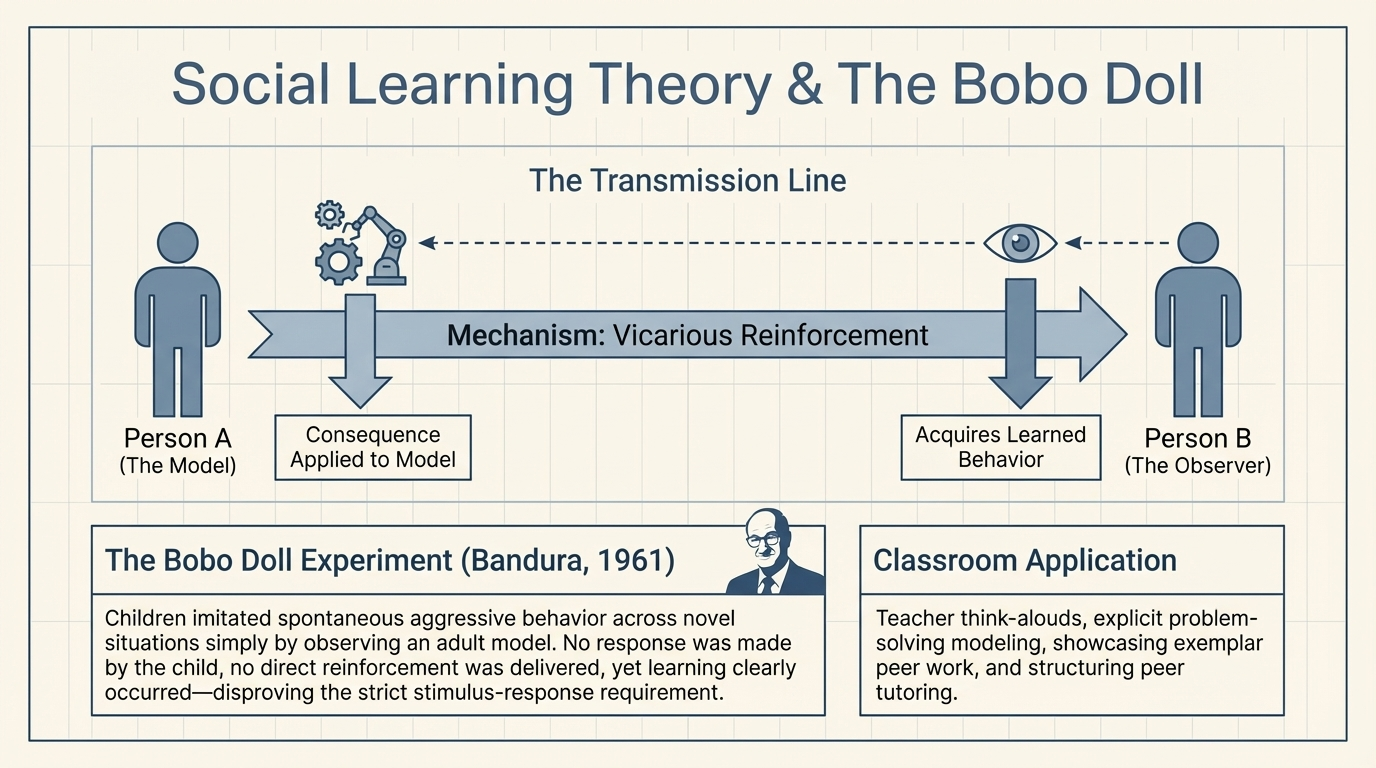 Social Learning Theory & The Bobo Doll
The Transmission Line
Mechanism: Vicarious Reinforcement
Person A
(The Model)
Consequence
Applied to Model
Acquires Learned
Behavior
Person B
(The Observer)
The Bobo Doll Experiment (Bandura, 1961)
Children imitated spontaneous aggressive behavior across novel
situations simply by observing an adult model. No response was made
by the child, no direct reinforcement was delivered, yet learning clearly
occurred—disproving the strict stimulus-response requirement.
Classroom Application
Teacher think-alouds, explicit problem-
solving modeling, showcasing exemplar
peer work, and structuring peer
tutoring.